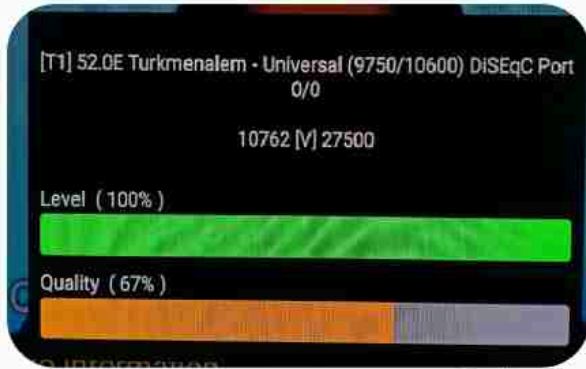 [T1] 52.0E Turkmenalem - Universal (9750/10600) DiSEqC Port
0/0
10762 [V] 27500
Level ( 100% )
Quality ( 67% )